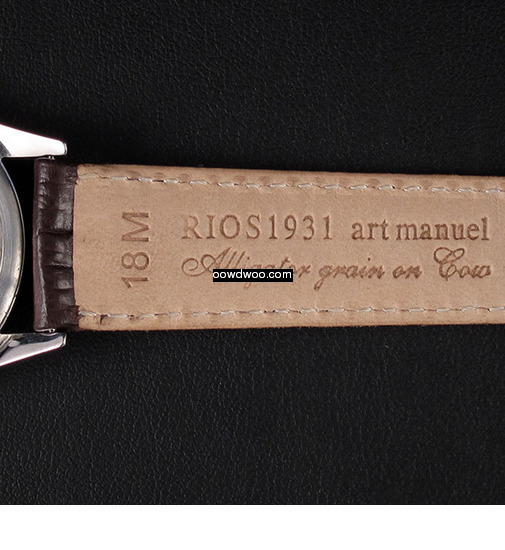 18M
RIOS1931 art manuel
Alligator grain on Cow
oowdwoo.com